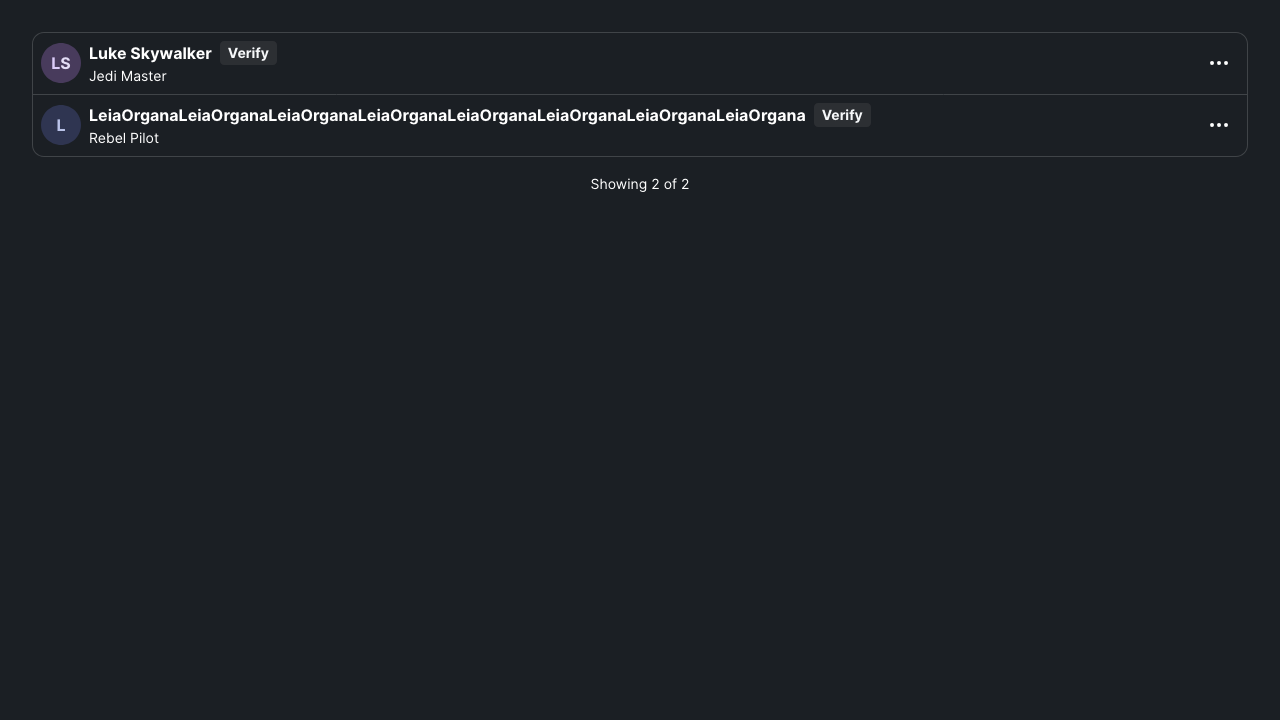 LS
Luke Skywalker Verify
Jedi Master
L
LeiaOrganaLeiaOrganaLeiaOrganaLeiaOrganaLeiaOrganaLeiaOrganaLeiaOrganaLeiaOrgana Verify
Rebel Pilot
Showing 2 of 2